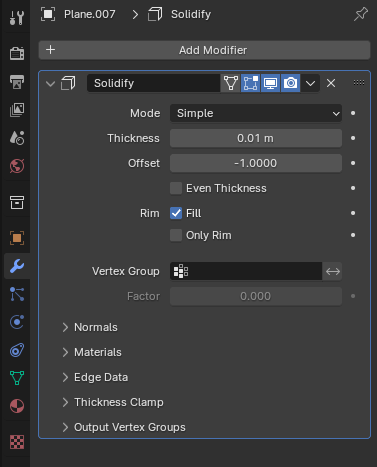 Plane.007 > Solidify
+ Add Modifier
Solidify
Mode Simple
Thickness 0.01 m
Offset -1.0000
Even Thickness
Rim Fill
Only Rim
Vertex Group
Factor 0.000
Normals
Materials
Edge Data
Thickness Clamp
Output Vertex Groups